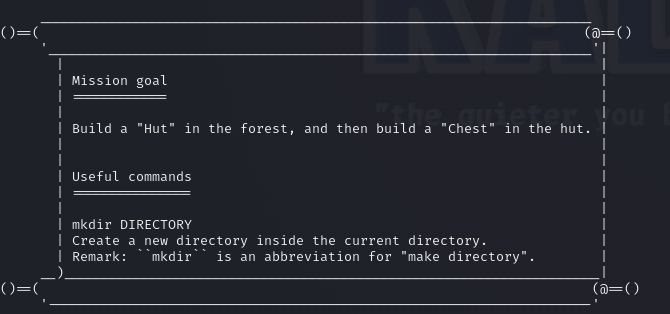 Mission goal
============
Build a "Hut" in the forest, and then build a "Chest" in the hut.
Useful commands
===============
mkdir DIRECTORY
Create a new directory inside the current directory.
Remark: ``mkdir`` is an abbreviation for "make directory".
"the quieter you